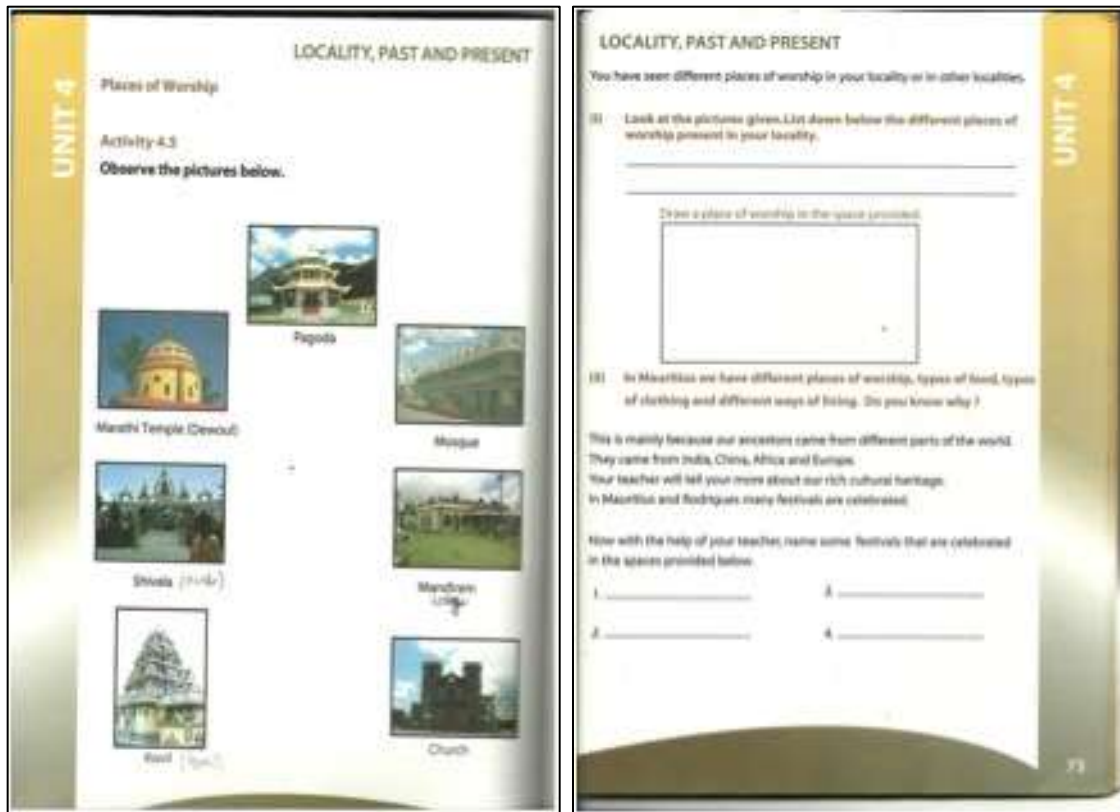 LOCALITY, PAST AND PRESENT
UNIT 4
Places of Worship
Activity 4.5
Observe the pictures below.
Pagoda
Marathi Temple (Dewoul)
Mosque
Shivala
Mandiram
Kovil
Church
LOCALITY, PAST AND PRESENT
UNIT 4
You have seen different places of worship in your locality or in other localities.
(i) Look at the pictures given. List down below the different places of
worship present in your locality.
Draw a place of worship in the space provided.
(ii) In Mauritius we have different places of worship, types of food, types
of clothing and different ways of living. Do you know why?
This is mainly because our ancestors came from different parts of the world.
They came from India, China, Africa and Europe.
Your teacher will tell your more about our rich cultural heritage.
In Mauritius and Rodrigues many festivals are celebrated.
Now with the help of your teacher, name some festivals that are celebrated
in the spaces provided below.
1. 3.
2. 4.
73